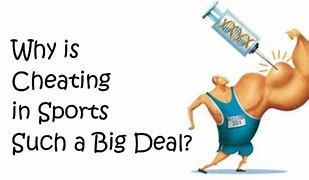 Why is
Cheating
in Sports
Such a Big Deal?